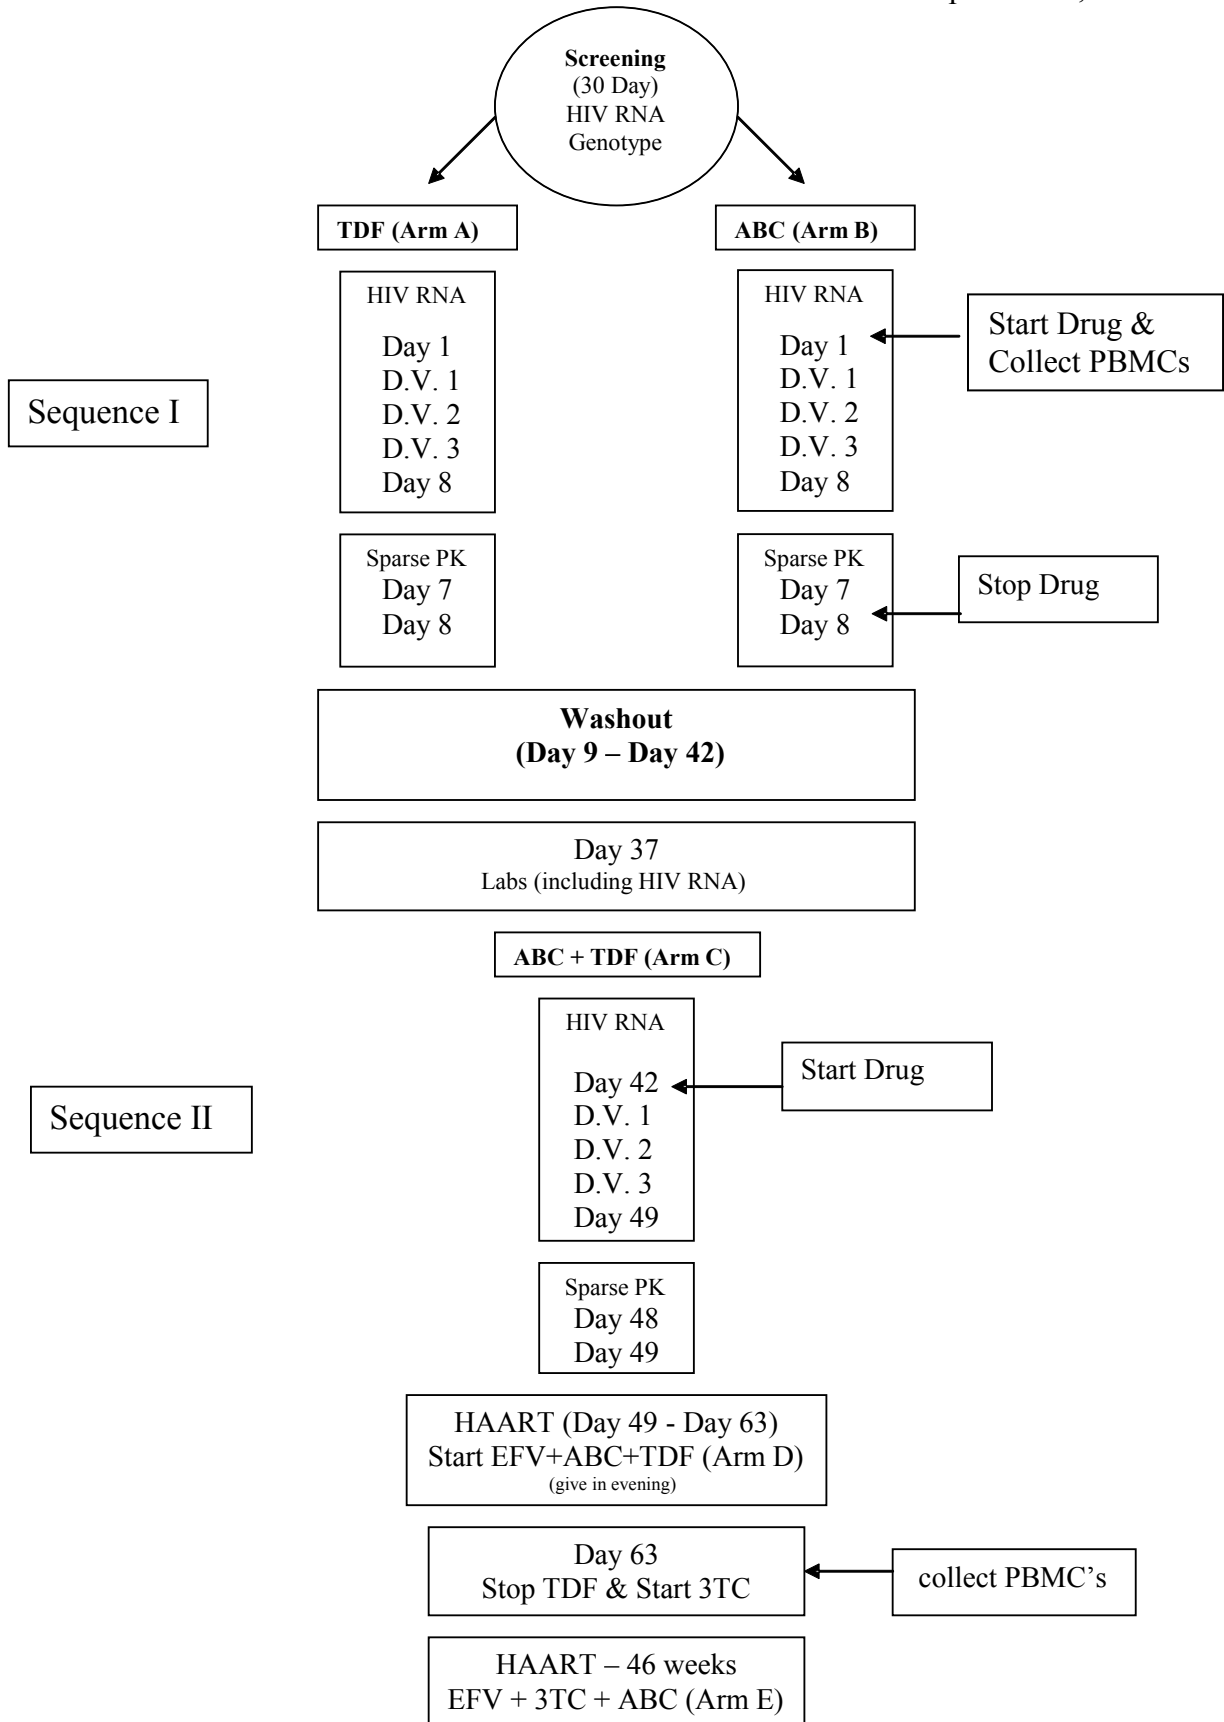 Screening
(30 Day)
HIV RNA
Genotype
TDF (Arm A)
ABC (Arm B)
Sequence I
HIV RNA
Day 1
D.V. 1
D.V. 2
D.V. 3
Day 8
HIV RNA
Day 1
D.V. 1
D.V. 2
D.V. 3
Day 8
Start Drug &
Collect PBMCs
Sparse PK
Day 7
Day 8
Sparse PK
Day 7
Day 8
Stop Drug
Washout
(Day 9 – Day 42)
Day 37
Labs (including HIV RNA)
ABC + TDF (Arm C)
Sequence II
HIV RNA
Day 42
D.V. 1
D.V. 2
D.V. 3
Day 49
Start Drug
Sparse PK
Day 48
Day 49
HAART (Day 49 - Day 63)
Start EFV+ABC+TDF (Arm D)
(give in evening)
Day 63
Stop TDF & Start 3TC
collect PBMC's
HAART – 46 weeks
EFV + 3TC + ABC (Arm E)